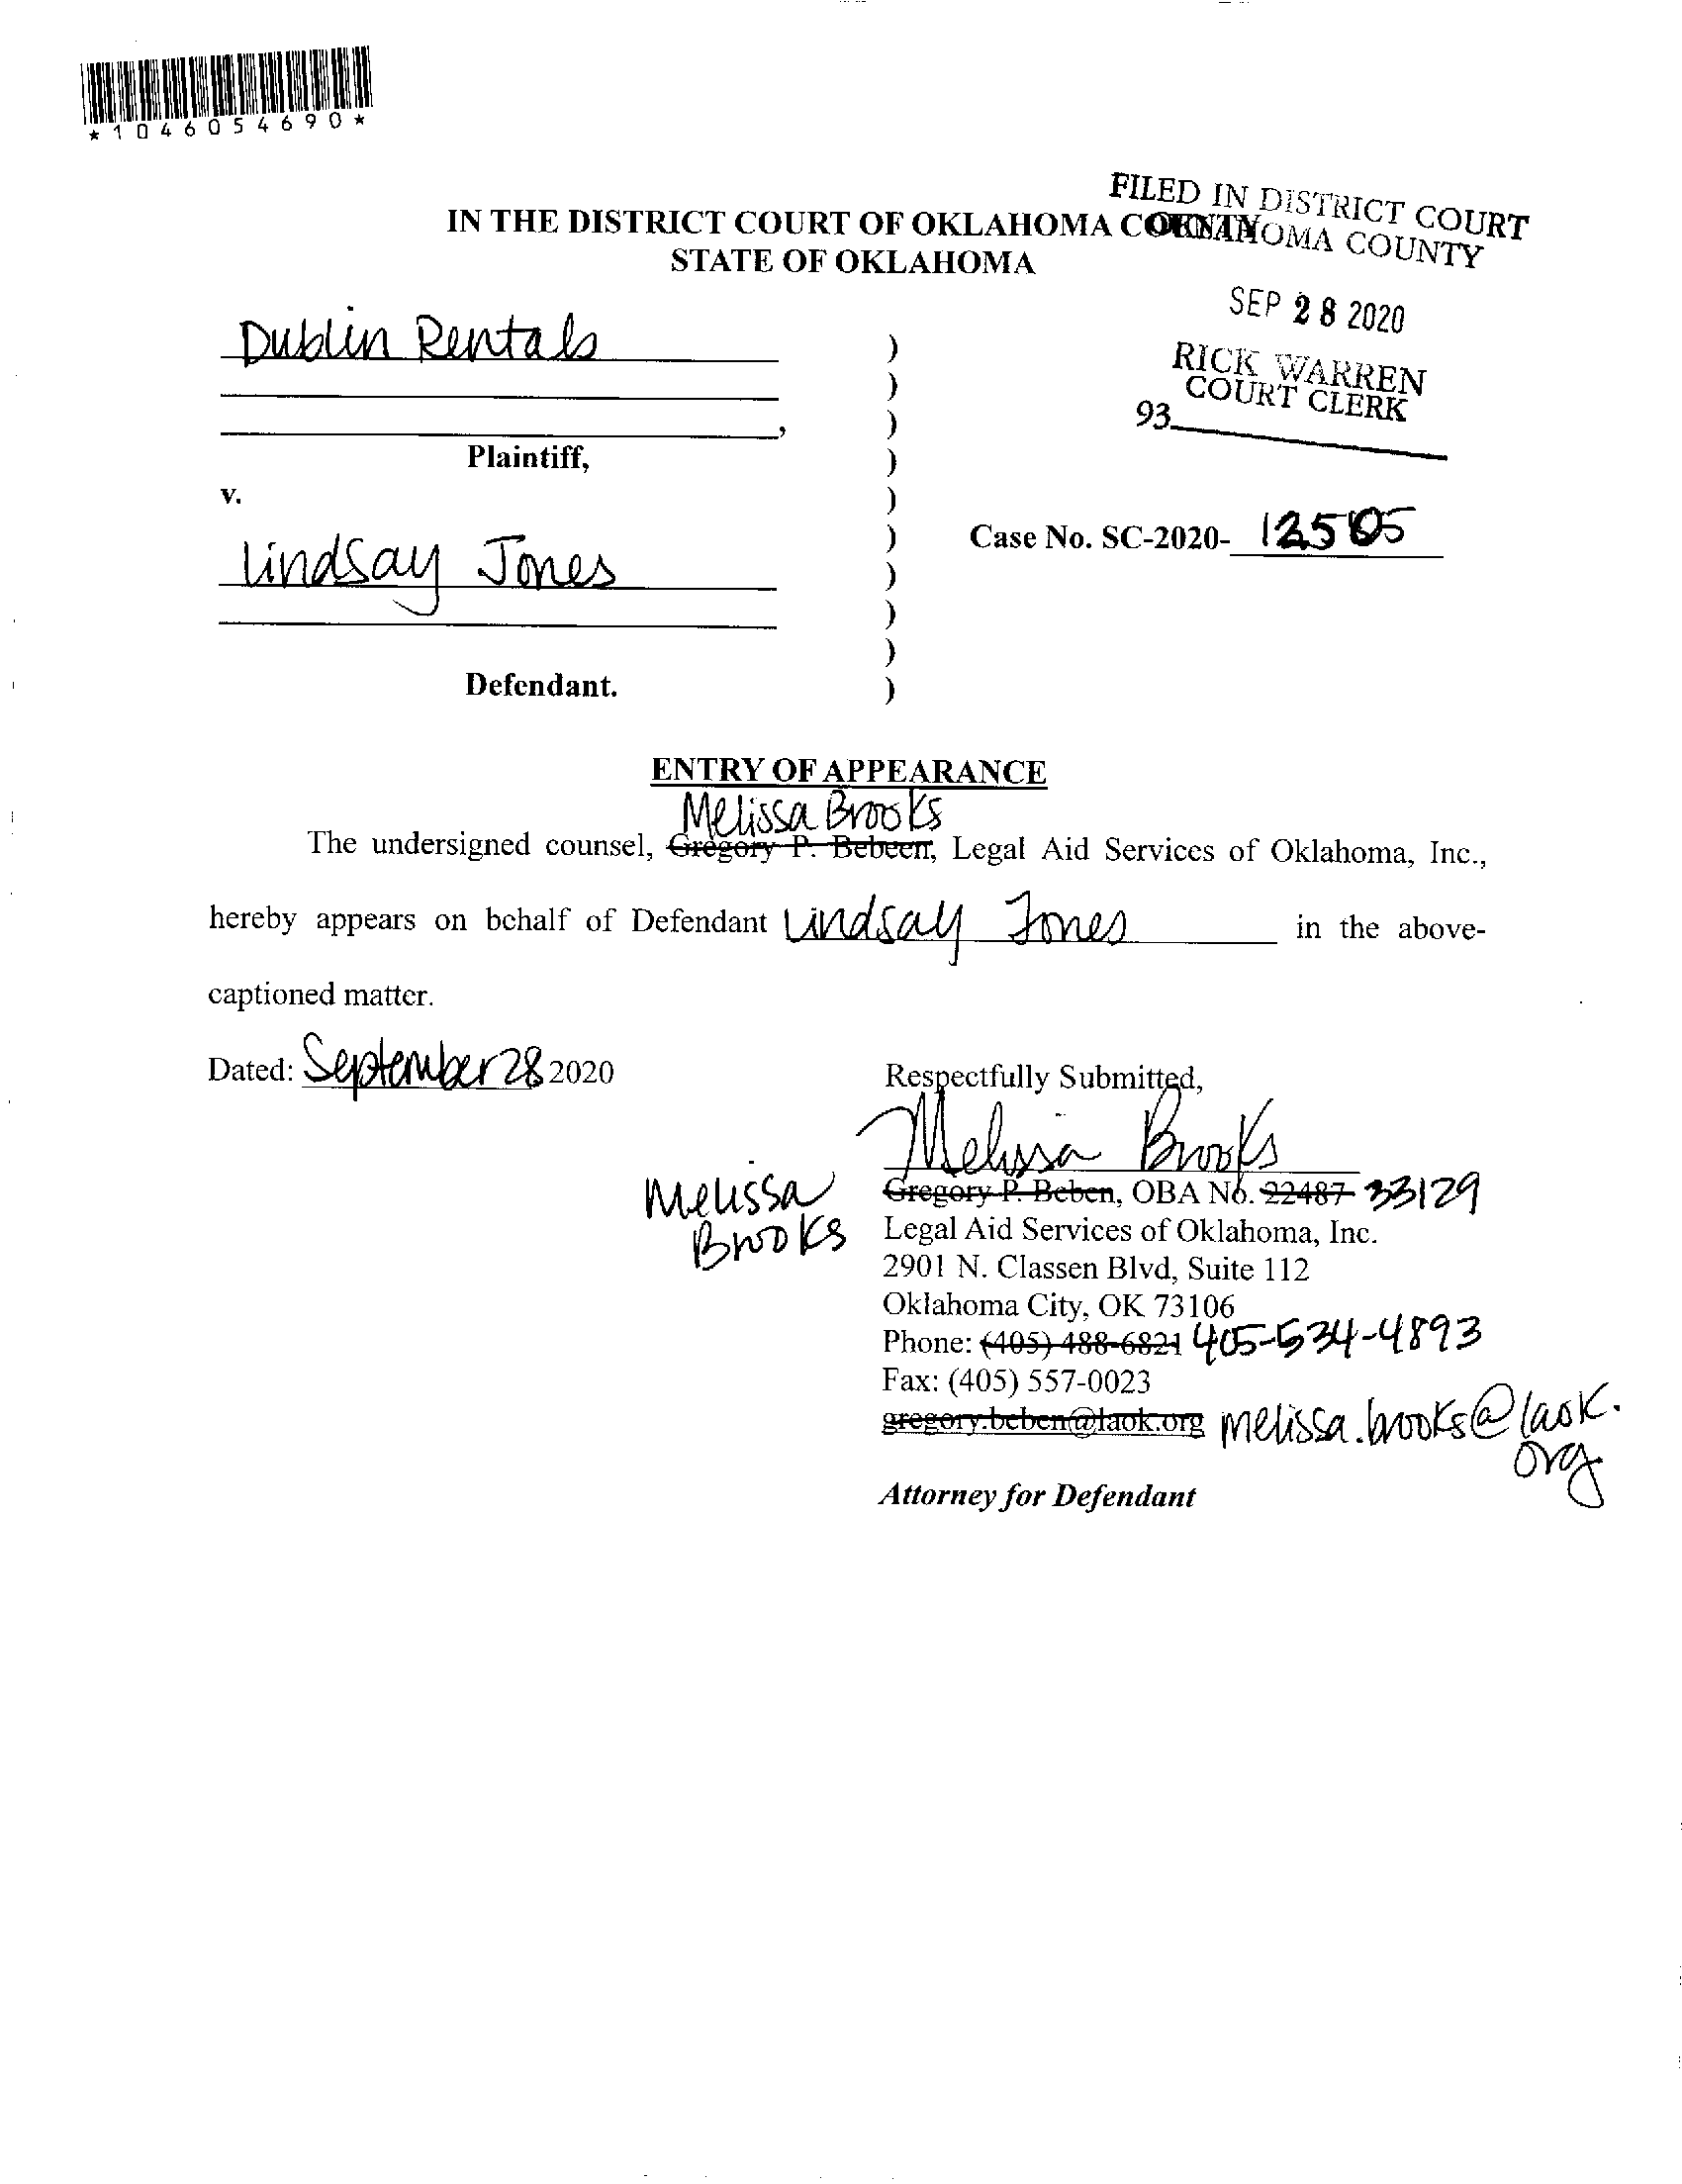 *1046054690*
FILED IN DISTRICT COURT
OKLAHOMA COUNTY
IN THE DISTRICT COURT OF OKLAHOMA COUNTY
STATE OF OKLAHOMA
SEP 28 2020
RICK WARREN
COURT CLERK
93
Dublin Rentals )
)
, )
Plaintiff, )
v. )
) Case No. SC-2020- 12505
Lindsay Jones )
)
)
Defendant. )
ENTRY OF APPEARANCE
Melissa Brooks
The undersigned counsel, Gregory P. Bebeen, Legal Aid Services of Oklahoma, Inc.,
hereby appears on behalf of Defendant Lindsay Jones in the above-
captioned matter.
Dated: September 28 2020
Respectfully Submitted,
Melissa Brooks
Melissa
Brooks
Gregory P. Beben, OBA No. 22487 33129
Legal Aid Services of Oklahoma, Inc.
2901 N. Classen Blvd, Suite 112
Oklahoma City, OK 73106
Phone: (405) 488-6821 405-534-4893
Fax: (405) 557-0023
gregory.beben@laok.org melissa.brooks@laok.
org
Attorney for Defendant